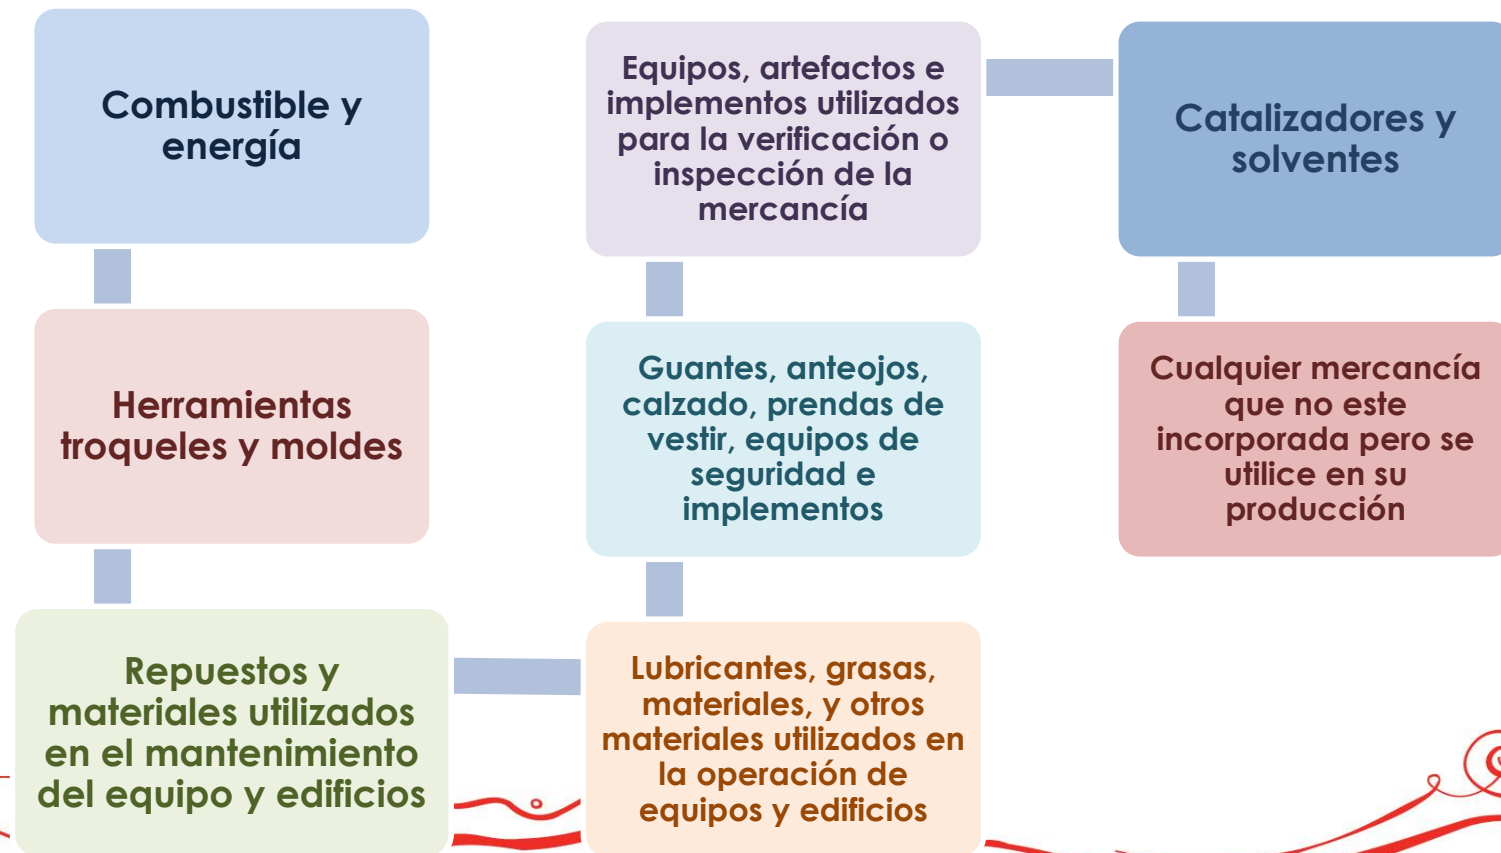 Combustible y
energía
Herramientas
troqueles y moldes
Repuestos y
materiales utilizados
en el mantenimiento
del equipo y edificios
Lubricantes, grasas,
materiales, y otros
materiales utilizados en
la operación de
equipos y edificios
Guantes, anteojos,
calzado, prendas de
vestir, equipos de
seguridad e
implementos
Equipos, artefactos e
implementos utilizados
para la verificación o
inspección de la
mercancía
Catalizadores y
solventes
Cualquier mercancía
que no este
incorporada pero se
utilice en su
producción